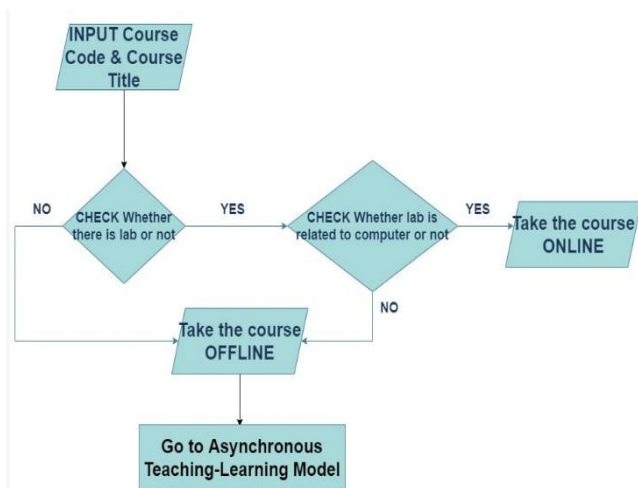 INPUT Course
Code & Course
Title
NO
CHECK Whether
there is lab or not
YES
CHECK Whether lab is
related to computer or not
YES
Take the course
ONLINE
NO
Take the course
OFFLINE
Go to Asynchronous
Teaching-Learning Model